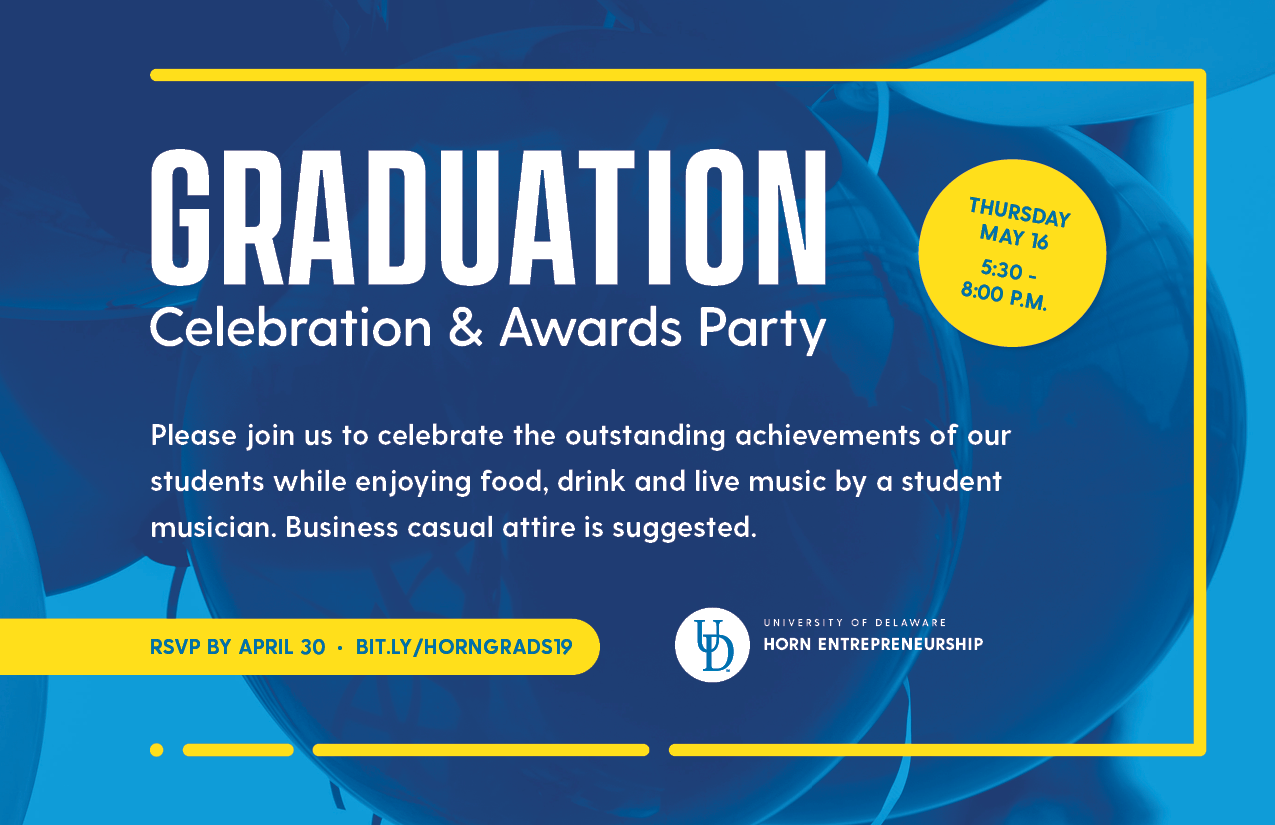 GRADUATION
Celebration & Awards Party
THURSDAY
MAY 16
5:30 -
8:00 P.M.
Please join us to celebrate the outstanding achievements of our
students while enjoying food, drink and live music by a student
musician. Business casual attire is suggested.
RSVP BY APRIL 30 · BIT.LY/HORNGRADS19
UD
UNIVERSITY OF DELAWARE
HORN ENTREPRENEURSHIP